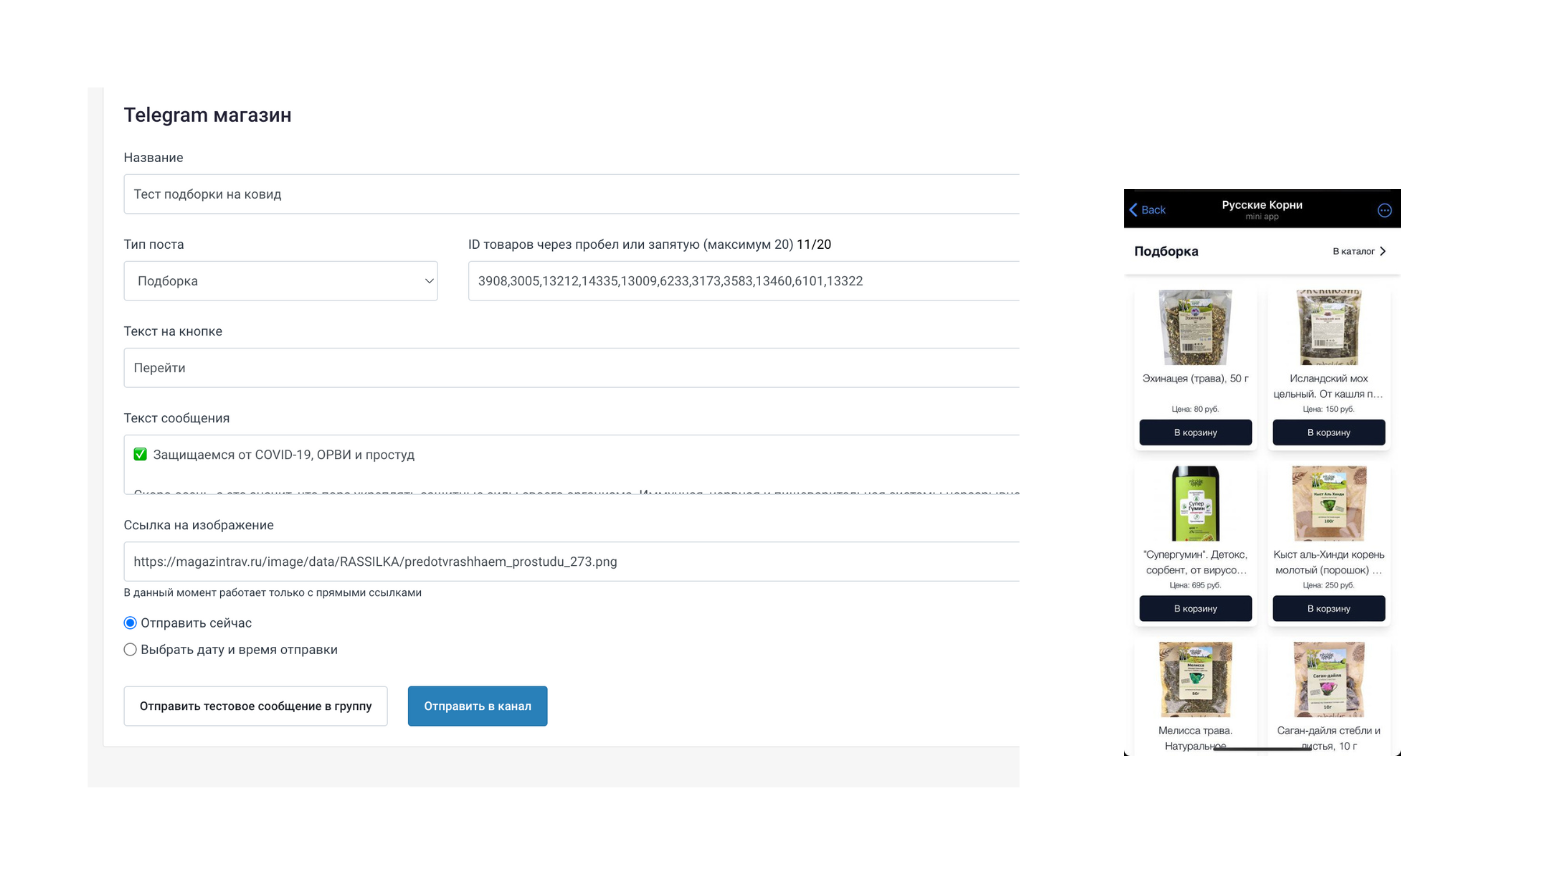 Telegram магазин
Название
Тест подборки на ковид
Тип поста
ID товаров через пробел или запятую (максимум 20) 11/20
Подборка
3908,3005,13212,14335,13009,6233,3173,3583,13460,6101,13322
Текст на кнопке
Перейти
Текст сообщения
✅ Защищаемся от COVID-19, ОРВИ и простуд
Ссылка на изображение
https://magazintrav.ru/image/data/RASSILKA/predotvrashhaem_prostudu_273.png
В данный момент работает только с прямыми ссылками
Отправить сейчас
Выбрать дату и время отправки
Отправить тестовое сообщение в группу
Отправить в канал
Back
Русские Корни
mini app
Подборка
В каталог
Эхинацея (трава), 50 г
Цена: 80 руб.
В корзину
Исландский мох
цельный. От кашля п...
Цена: 150 руб.
В корзину
"Супергумин". Детокс,
сорбент, от вирусо...
Цена: 695 руб.
В корзину
Кыст аль-Хинди корень
молотый (порошок) ...
Цена: 250 руб.
В корзину
Мелисса трава.
Натуральное
Саган-дайля стебли и
листья, 10 г